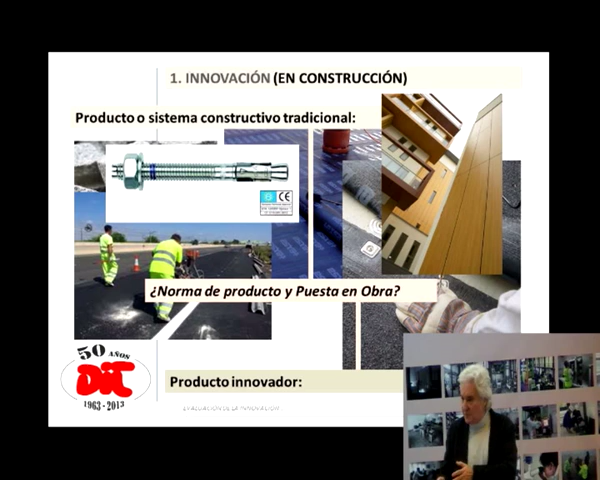 1. INNOVACIÓN (EN CONSTRUCCIÓN)
Producto o sistema constructivo tradicional:
CE
¿Norma de producto y Puesta en Obra?
50 AÑOS
DIT
1963 - 2013
Producto innovador:
EVALUACIÓN DE LA INNOVACIÓN